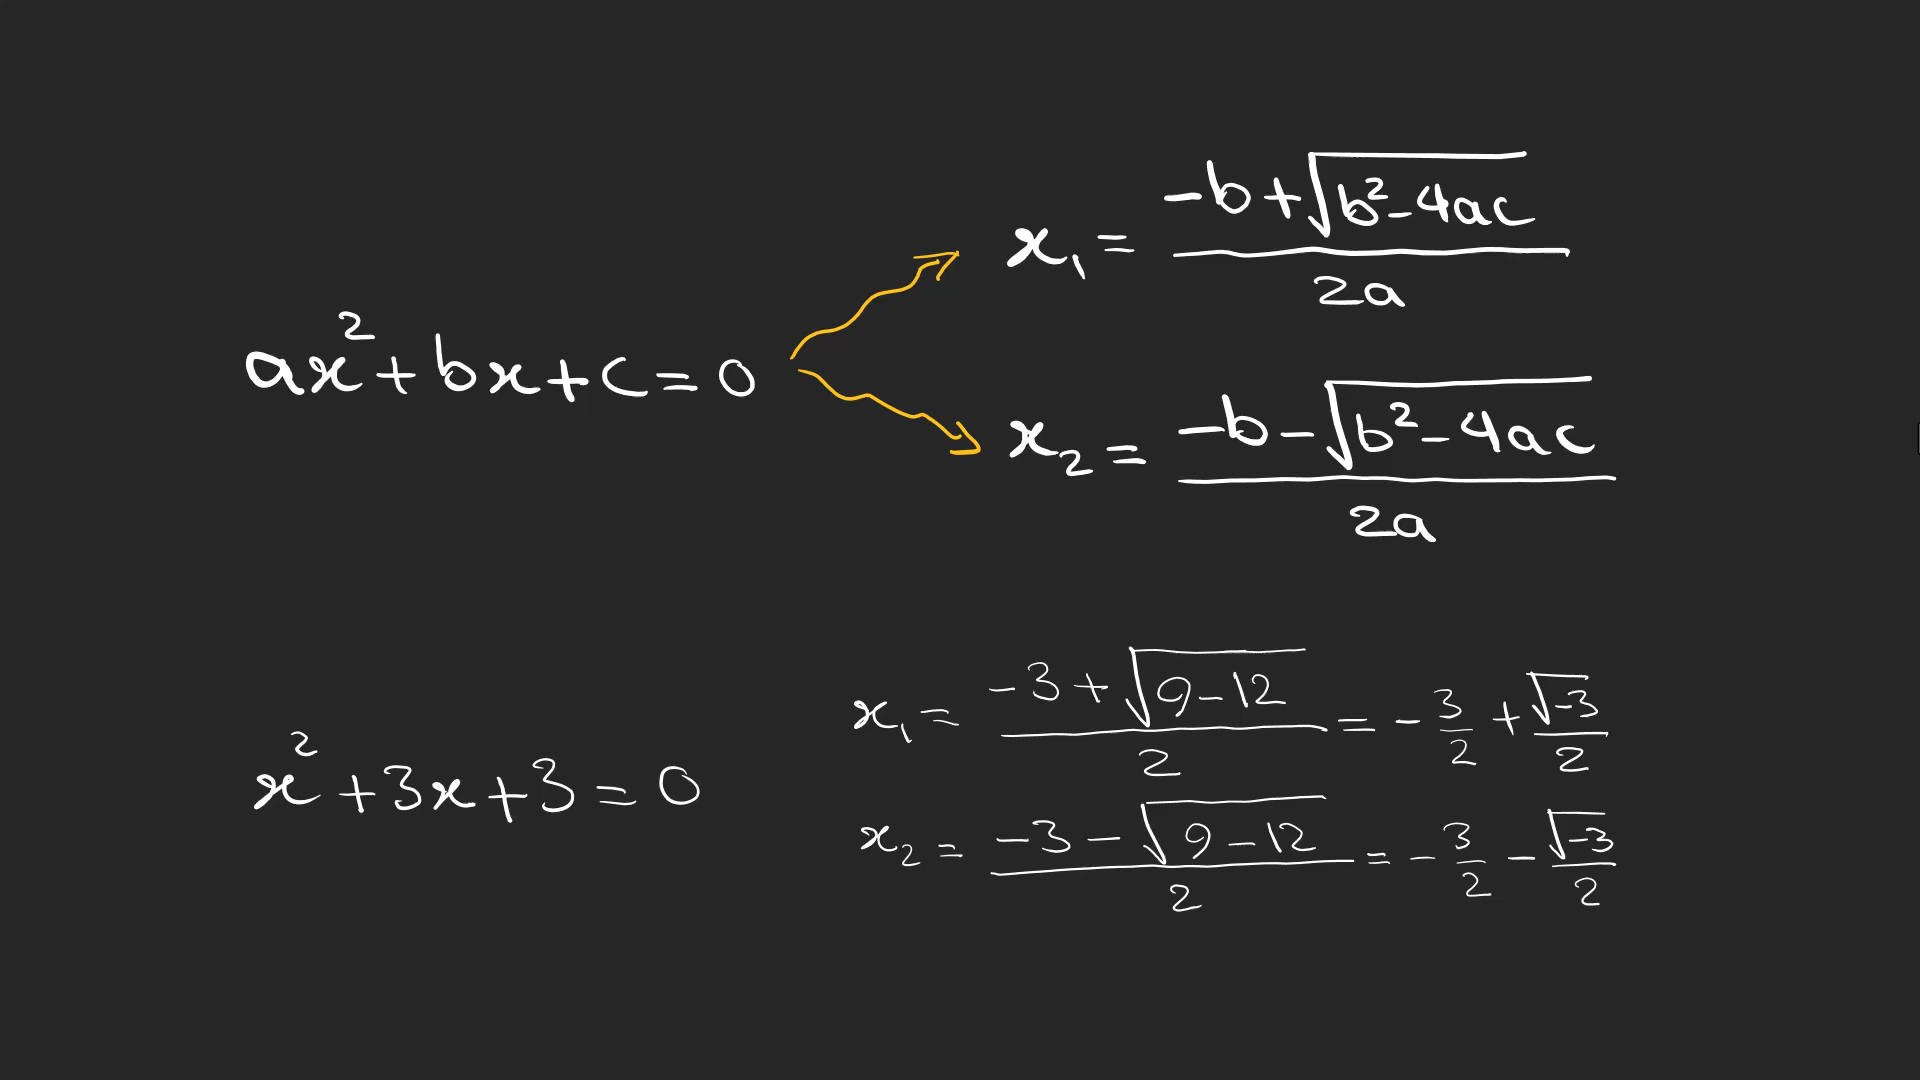 ax²+bx+c=0
x₁ = (-b+√(b²-4ac))/2a
x₂ = (-b-√(b²-4ac))/2a
x²+3x+3=0
x₁ = (-3+√(9-12))/2 = -3/2 + √-3/2
x₂ = (-3-√(9-12))/2 = -3/2 - √-3/2